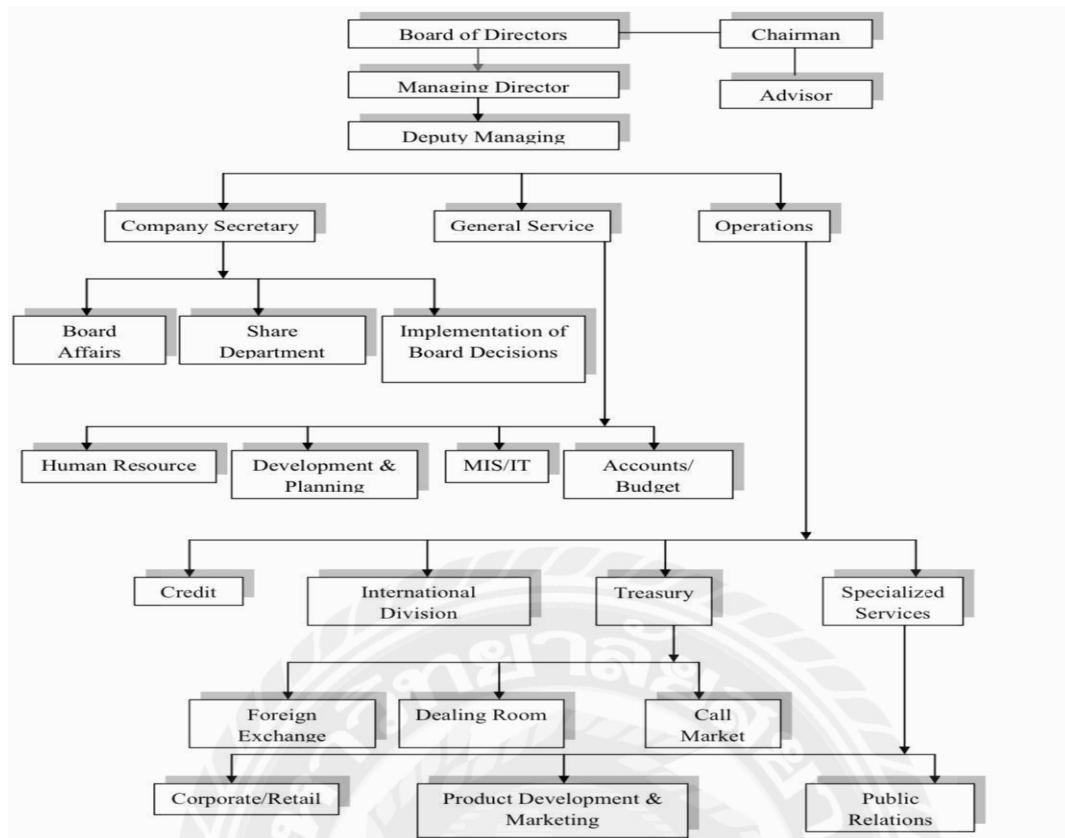 Board of Directors
Chairman
Managing Director
Advisor
Deputy Managing
Company Secretary
General Service
Operations
Board
Affairs
Share
Department
Implementation of
Board Decisions
Human Resource
Development &
Planning
MIS/IT
Accounts/
Budget
Credit
International
Division
Treasury
Specialized
Services
Foreign
Exchange
Dealing Room
Call
Market
Corporate/Retail
Product Development &
Marketing
Public
Relations